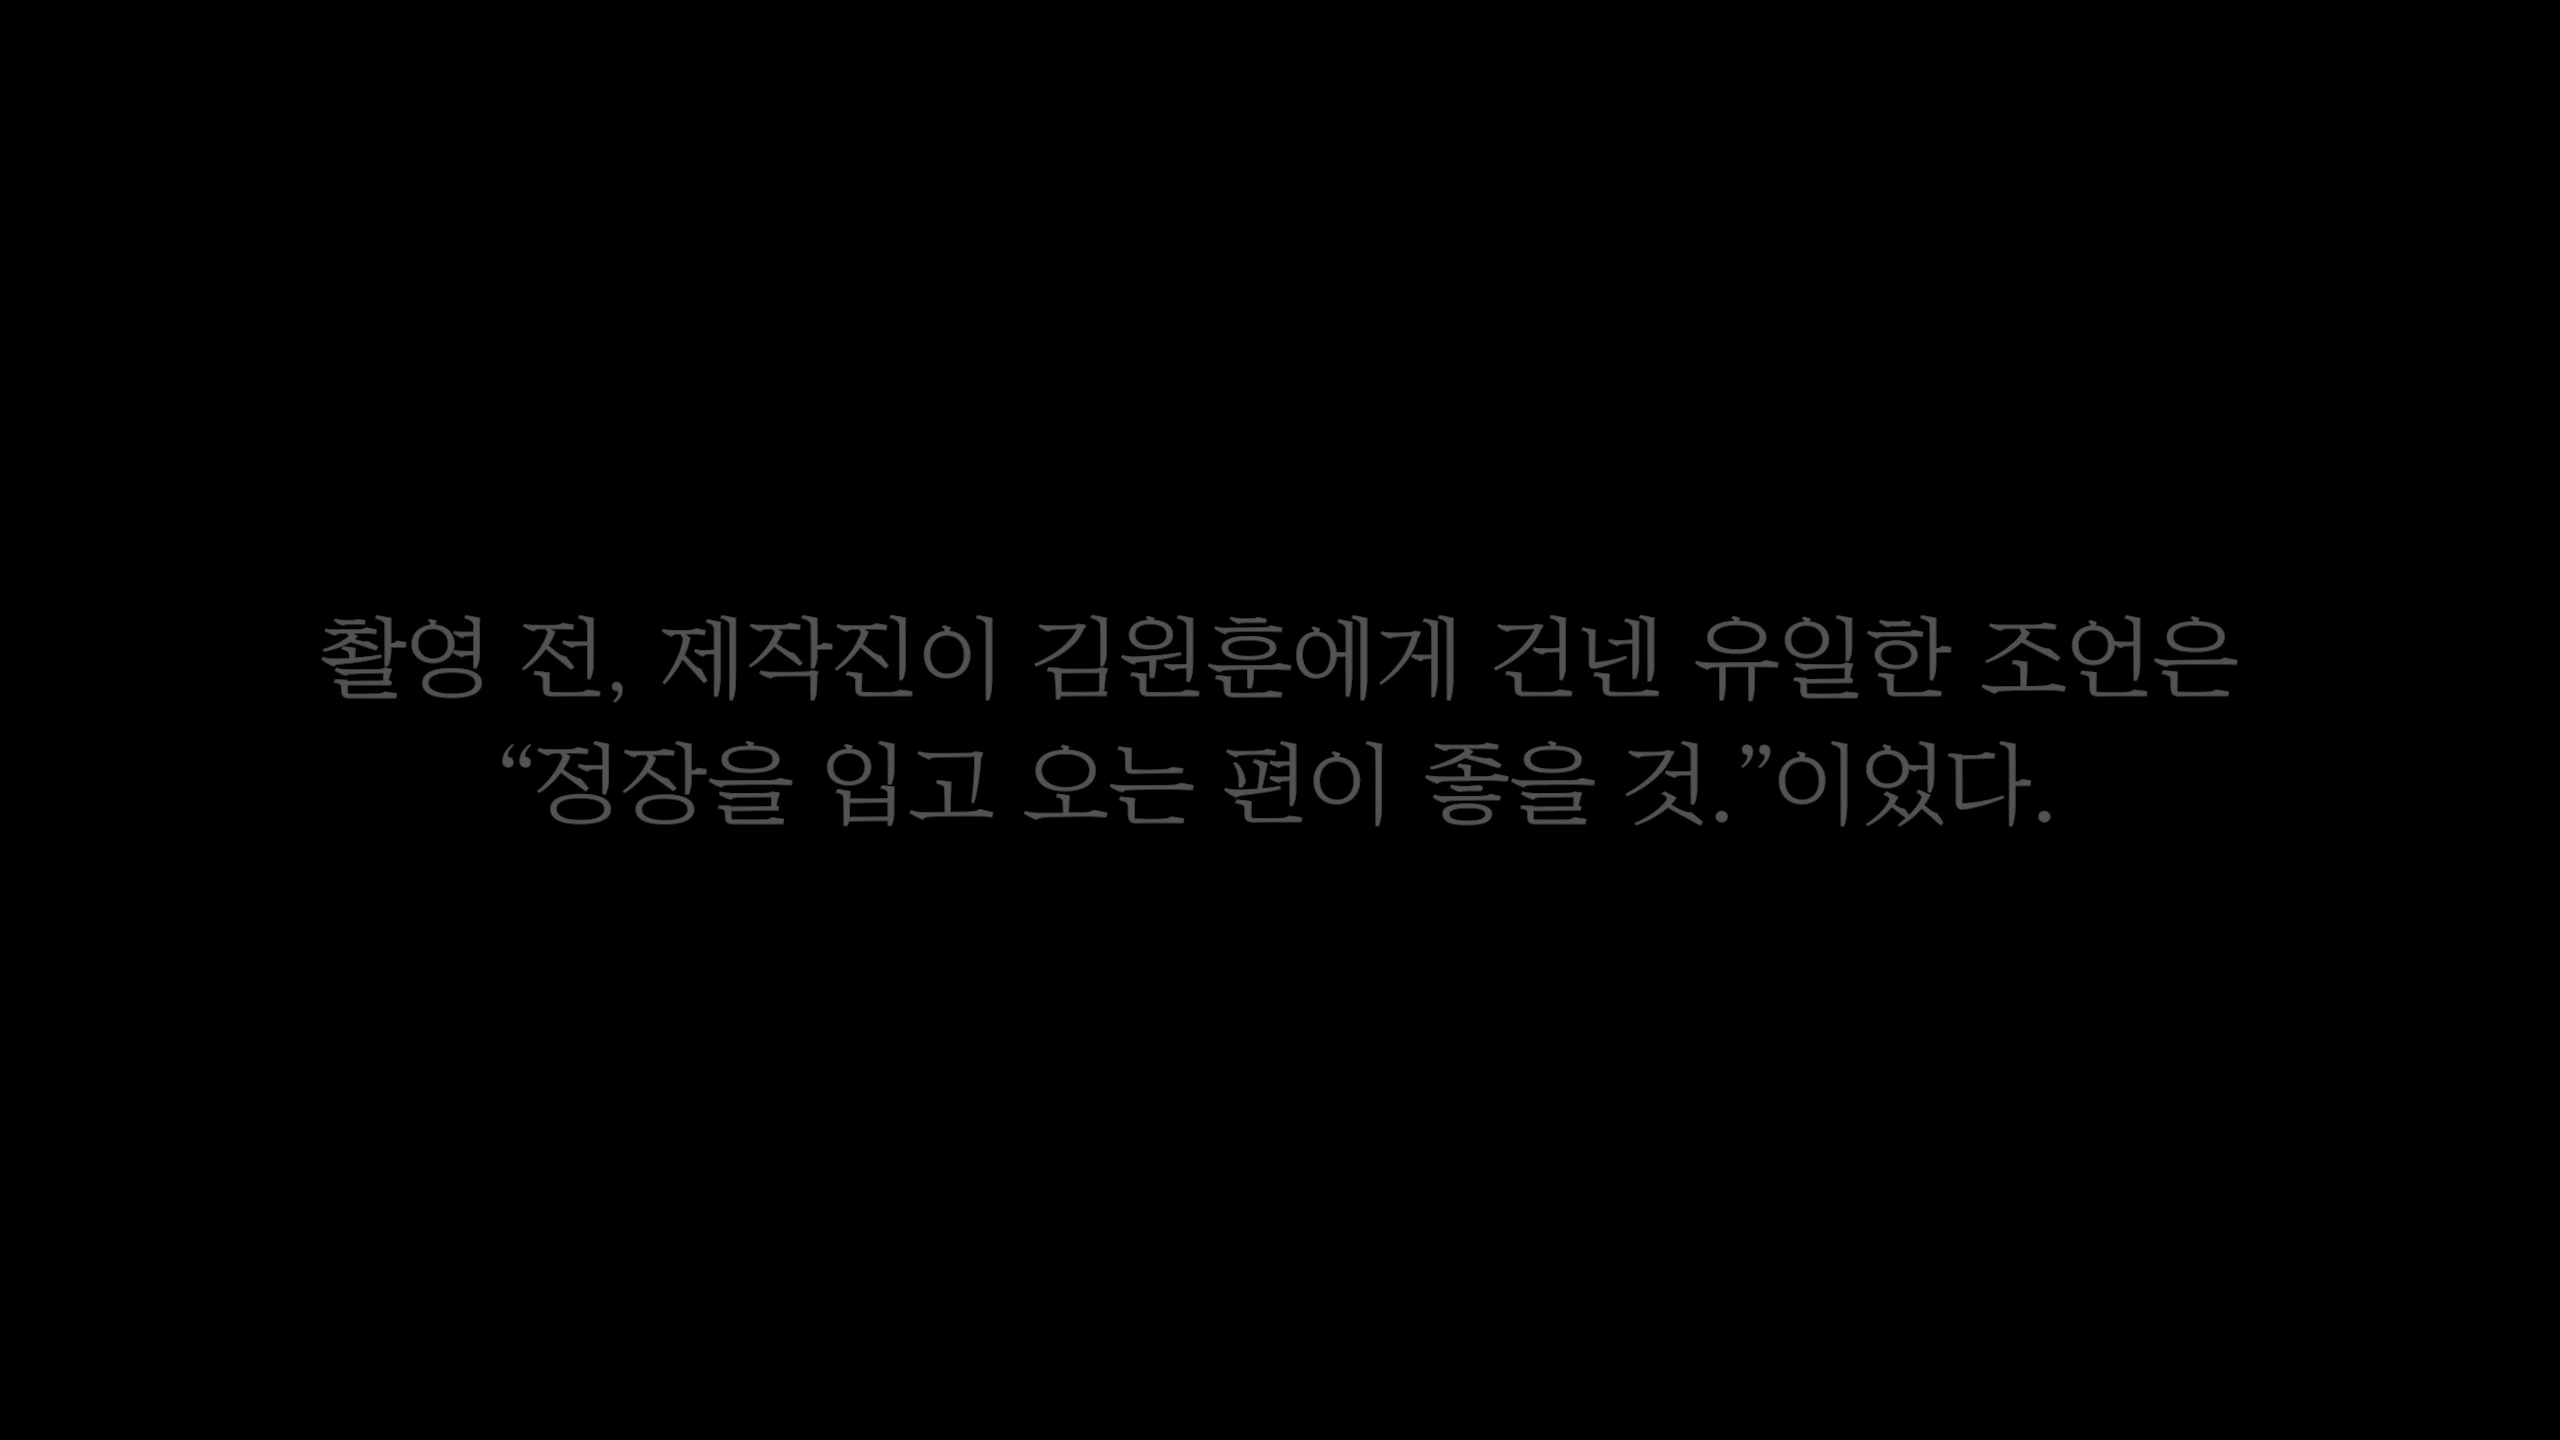 촬영 전, 제작진이 김원훈에게 건넨 유일한 조언은
“정장을 입고 오는 편이 좋을 것.”이었다.